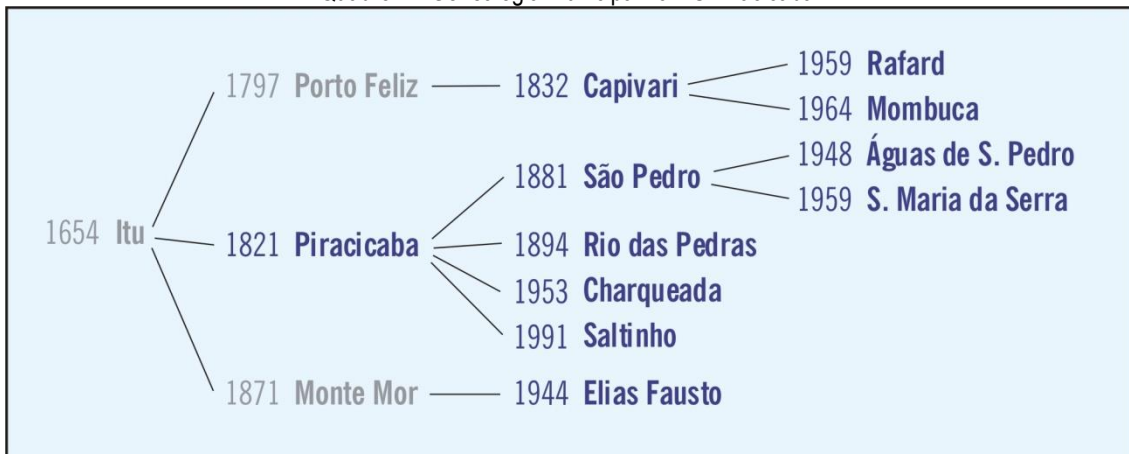 1959 Rafard
1797 Porto Feliz
1832 Capivari
1964 Mombuca
1948 Águas de S. Pedro
1881 São Pedro
1959 S. Maria da Serra
1654 Itu
1821 Piracicaba
1894 Rio das Pedras
1953 Charqueada
1991 Saltinho
1871 Monte Mor
1944 Elias Fausto